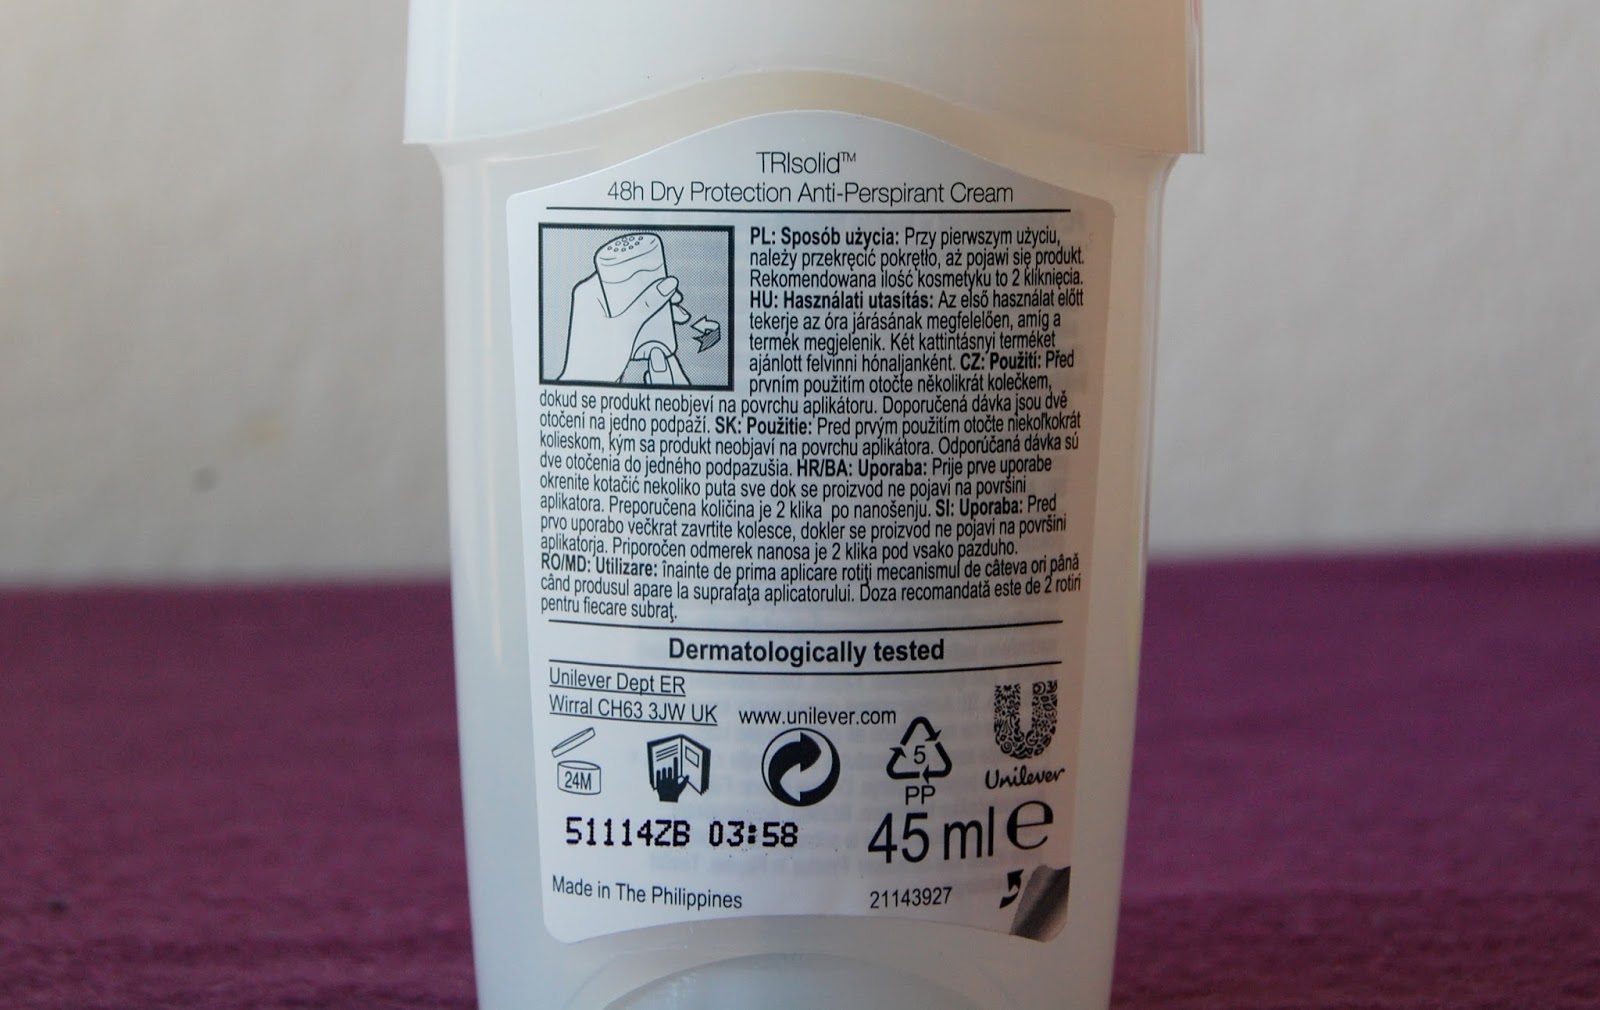 TRIsolid™
48h Dry Protection Anti-Perspirant Cream
PL: Sposób użycia: Przy pierwszym użyciu,
należy przekręcić pokrętło, aż pojawi się produkt.
Rekomendowana ilość kosmetyku to 2 kliknięcia.
HU: Használati utasítás: Az első használat előtt
tekerje az óra járásának megfelelően, amíg a
termék megjelenik. Két kattintásnyi terméket
ajánlott felvinni hónaljanként. CZ: Použití: Před
prvním použitím otočte několikrát kolečkem,
dokud se produkt neobjeví na povrchu aplikátoru. Doporučená dávka jsou dvě
otočení na jedno podpaží. SK: Použitie: Pred prvým použitím otočte niekoľkokrát
kolieskom, kým sa produkt neobjaví na povrchu aplikátora. Odporúčaná dávka sú
dve otočenia do jedného podpazušia. HR/BA: Uporaba: Prije prve uporabe
okrenite kotačić nekoliko puta sve dok se proizvod ne pojavi na površini
aplikatora. Preporučena količina je 2 klika po nanošenju. SI: Uporaba: Pred
prvo uporabo večkrat zavrtite kolesce, dokler se proizvod ne pojavi na površini
aplikatorja. Priporočen odmerek nanosa je 2 klika pod vsako pazduho.
RO/MD: Utilizare: înainte de prima aplicare rotiţi mecanismul de câteva ori până
când produsul apare la suprafaţa aplicatorului. Doza recomandată este de 2 rotiri
pentru fiecare subraţ.
Dermatologically tested
Unilever Dept ER
Wirral CH63 3JW UK
www.unilever.com
24M
5
PP
Unilever
51114ZB 03:58
45 ml e
Made in The Philippines
21143927